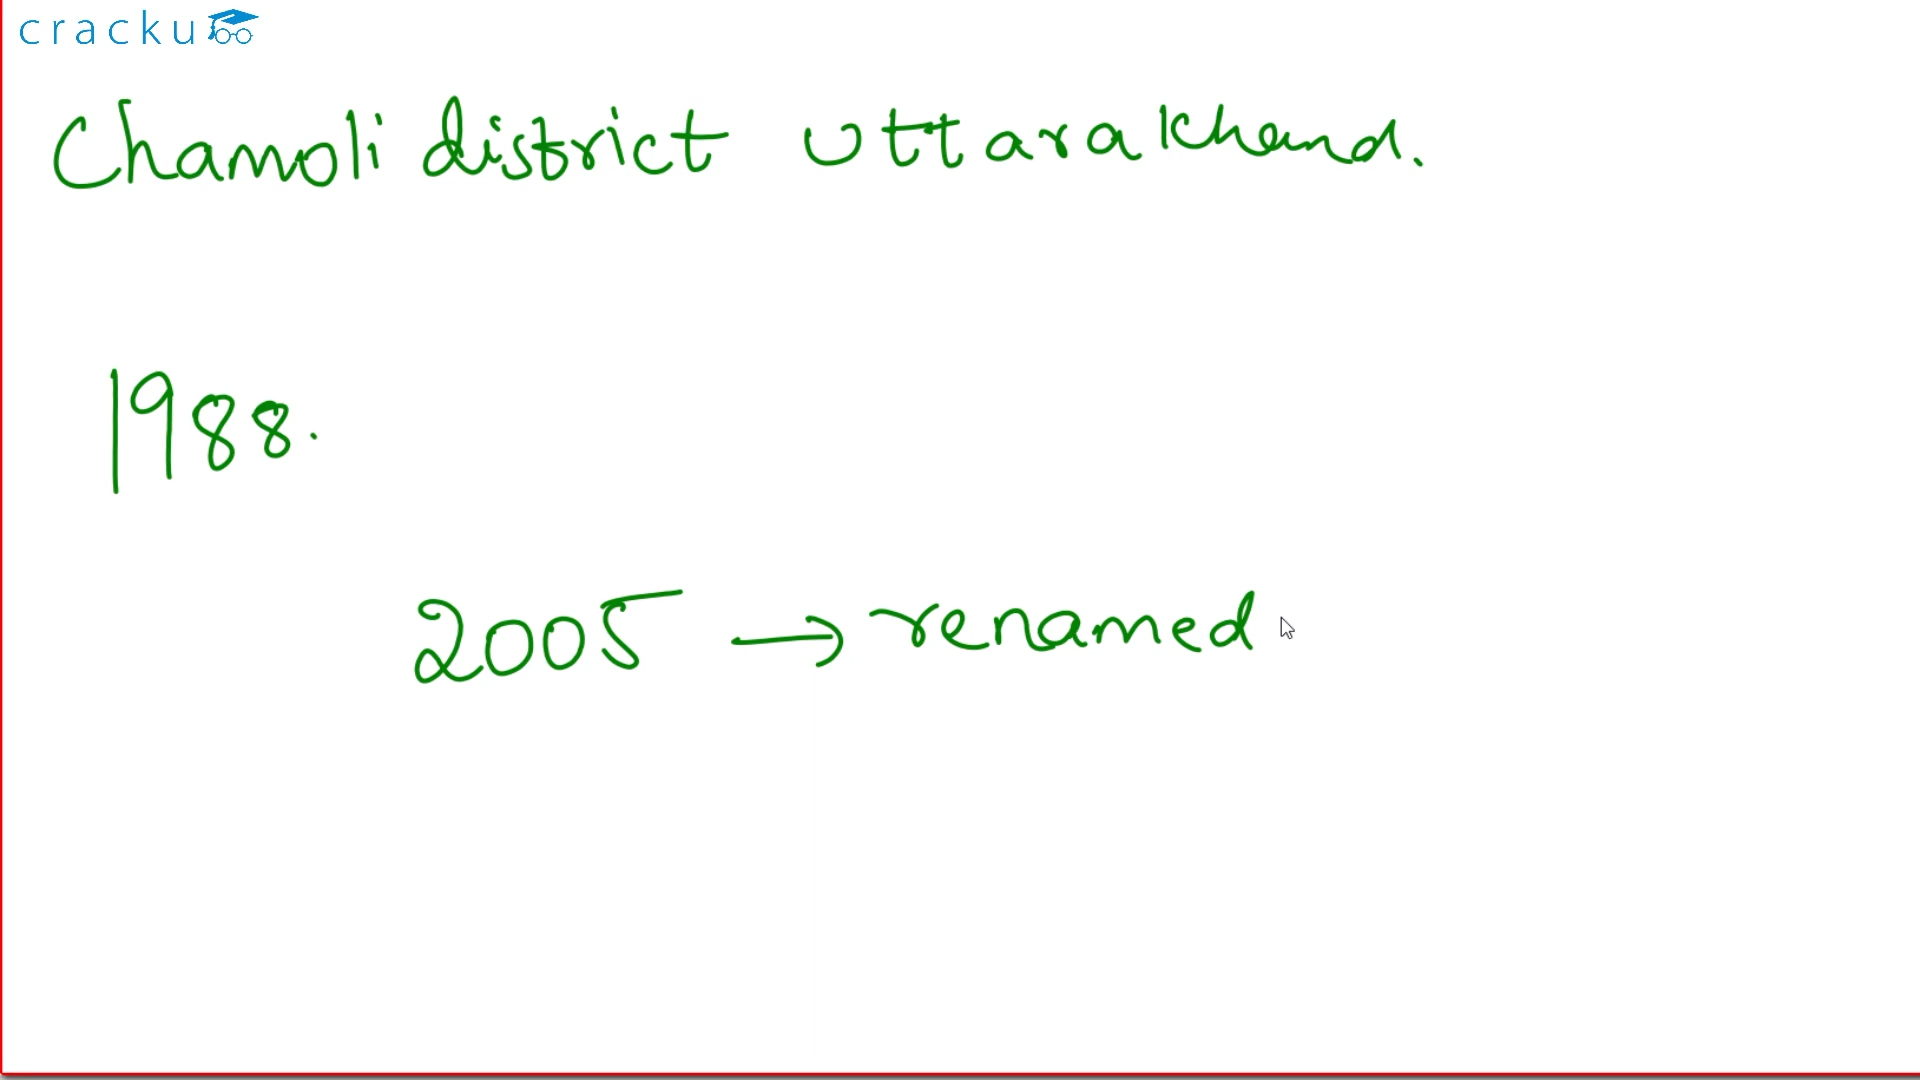 cracku
Chamoli district Uttarakhand.
1988.
2005 → renamed